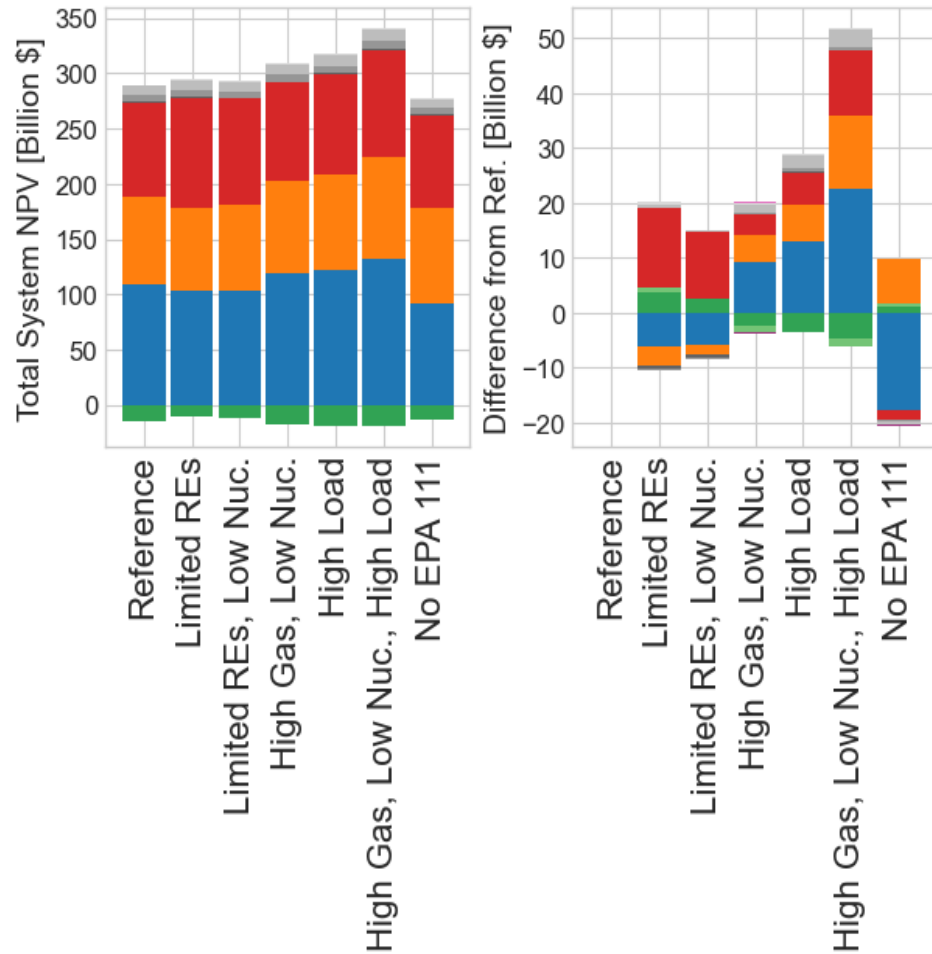 Total System NPV [Billion $]
350
300
250
200
150
100
50
0
Reference
Limited REs
Limited REs, Low Nuc.
High Gas, Low Nuc.
High Load
High Gas, Low Nuc., High Load
No EPA 111
Difference from Ref. [Billion $]
50
40
30
20
10
0
−10
−20
Reference
Limited REs
Limited REs, Low Nuc.
High Gas, Low Nuc.
High Load
High Gas, Low Nuc., High Load
No EPA 111